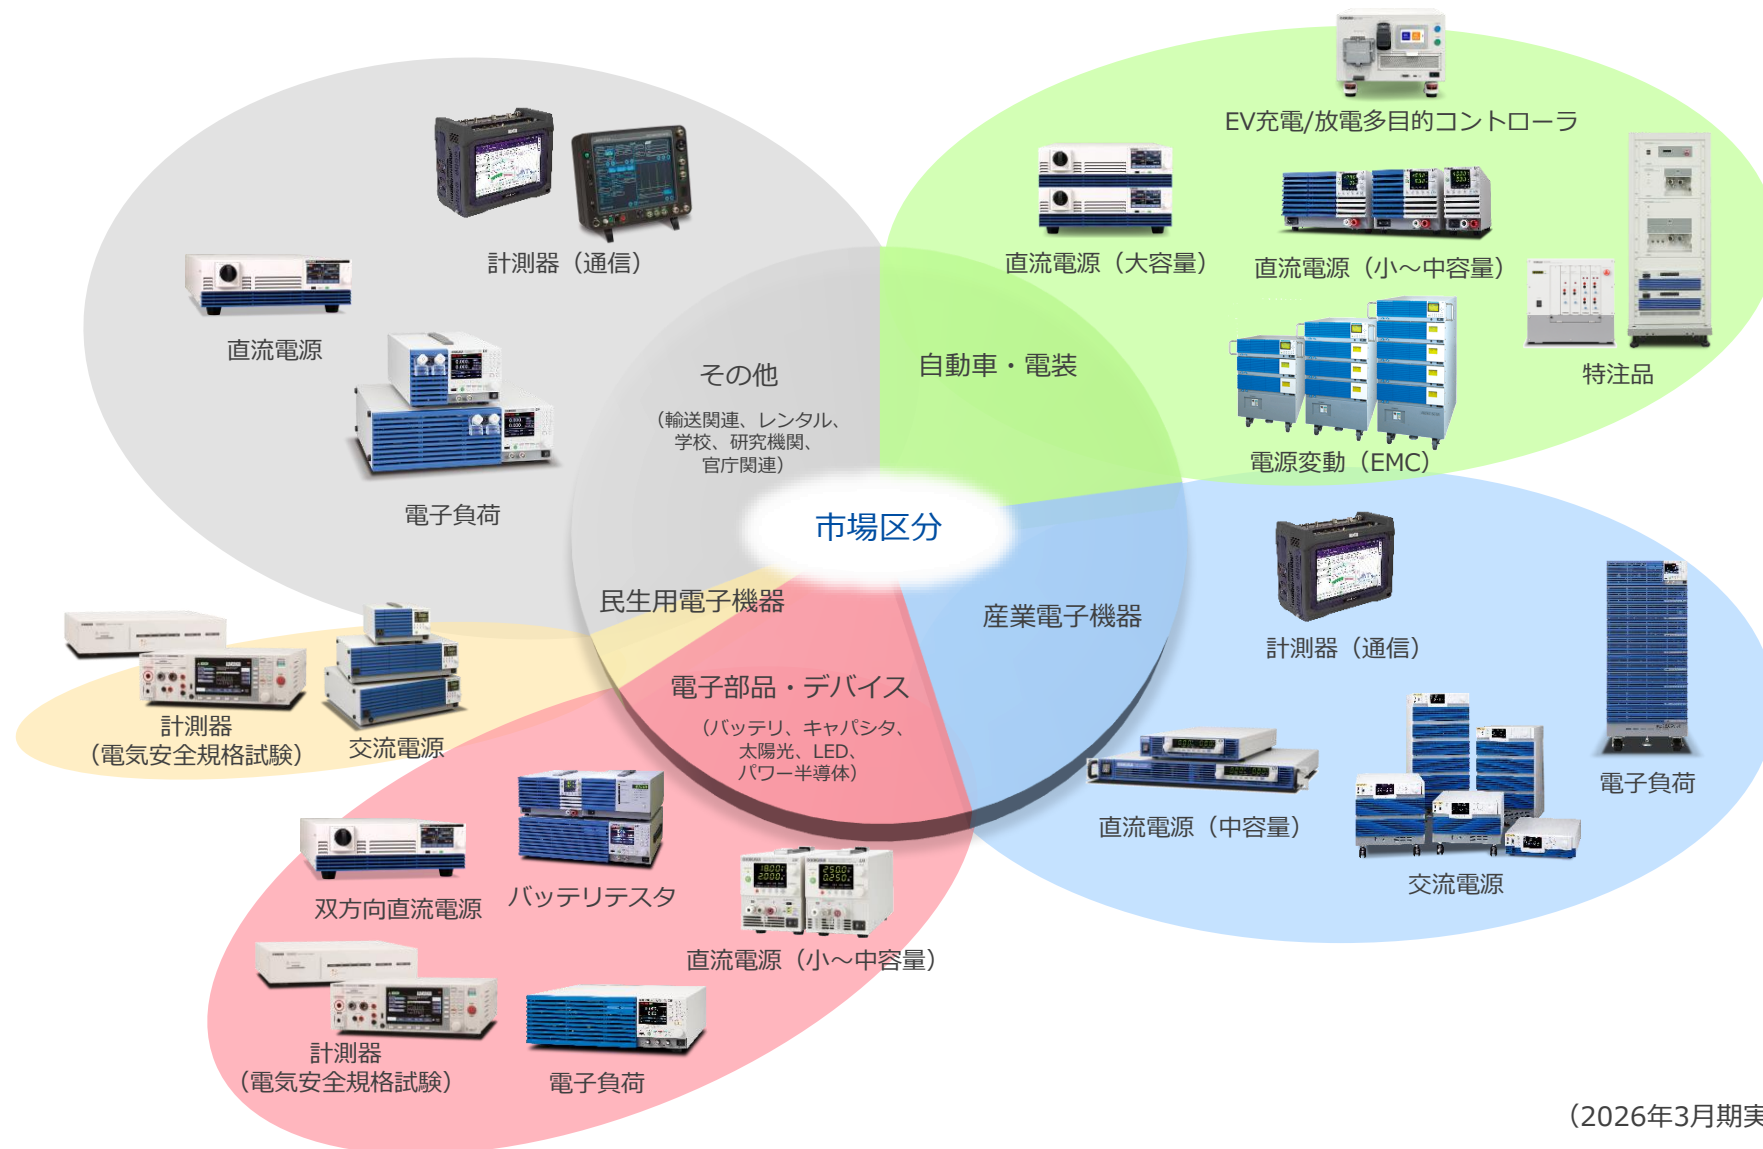 EV充電/放電多目的コントローラ
計測器（通信）
直流電源（大容量）
直流電源（小～中容量）
直流電源
その他
自動車・電装
特注品
（輸送関連、レンタル、
学校、研究機関、
官庁関連）
電源変動（EMC）
電子負荷
市場区分
民生用電子機器
産業電子機器
計測器（通信）
電子部品・デバイス
計測器
（電気安全規格試験）
交流電源
（バッテリ、キャパシタ、
太陽光、LED、
パワー半導体）
電子負荷
直流電源（中容量）
交流電源
双方向直流電源
バッテリテスタ
直流電源（小～中容量）
計測器
（電気安全規格試験）
電子負荷
（2026年3月期実